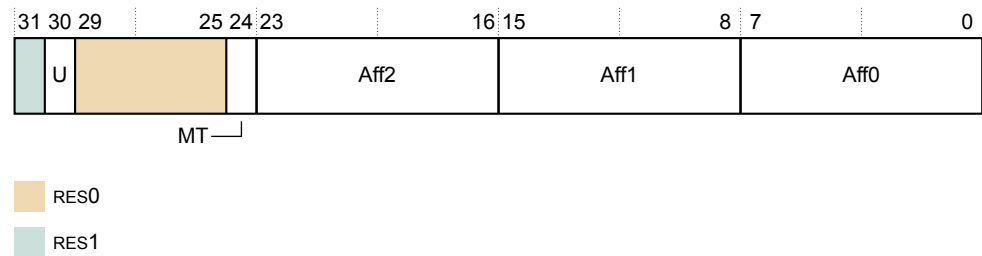 31 30 29 25 24 23 16 15 8 7 0
U Aff2 Aff1 Aff0
MT
RES0
RES1